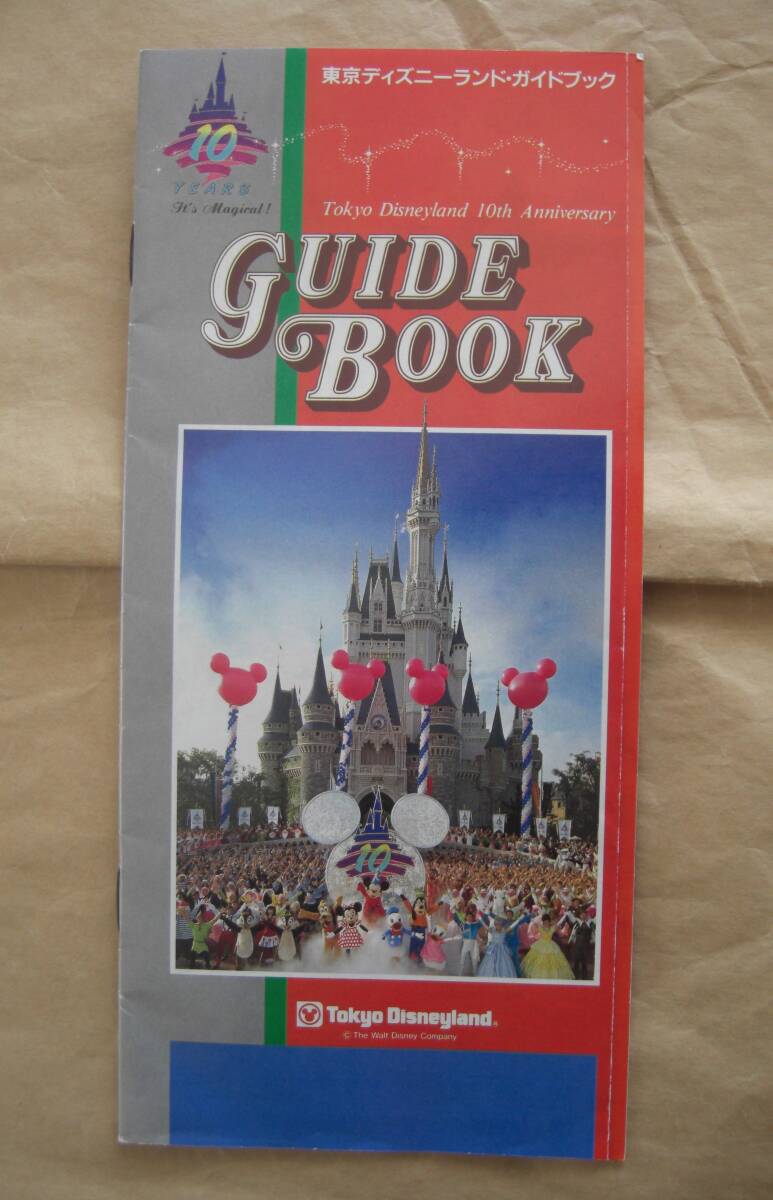 東京ディズニーランド・ガイドブック
10
YEARS
It's Magical!
Tokyo Disneyland 10th Anniversary
GUIDE
BOOK
10
Tokyo Disneyland®
© The Walt Disney Company